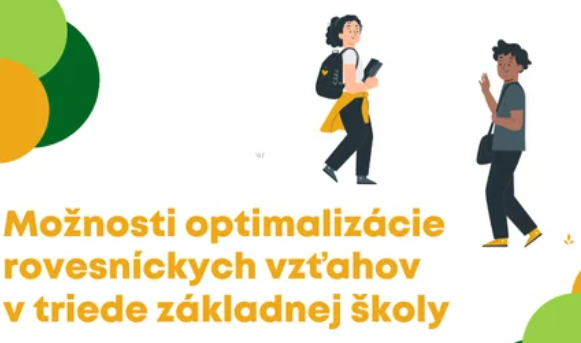 Možnosti optimalizácie
rovesníckych vzťahov
v triede základnej školy